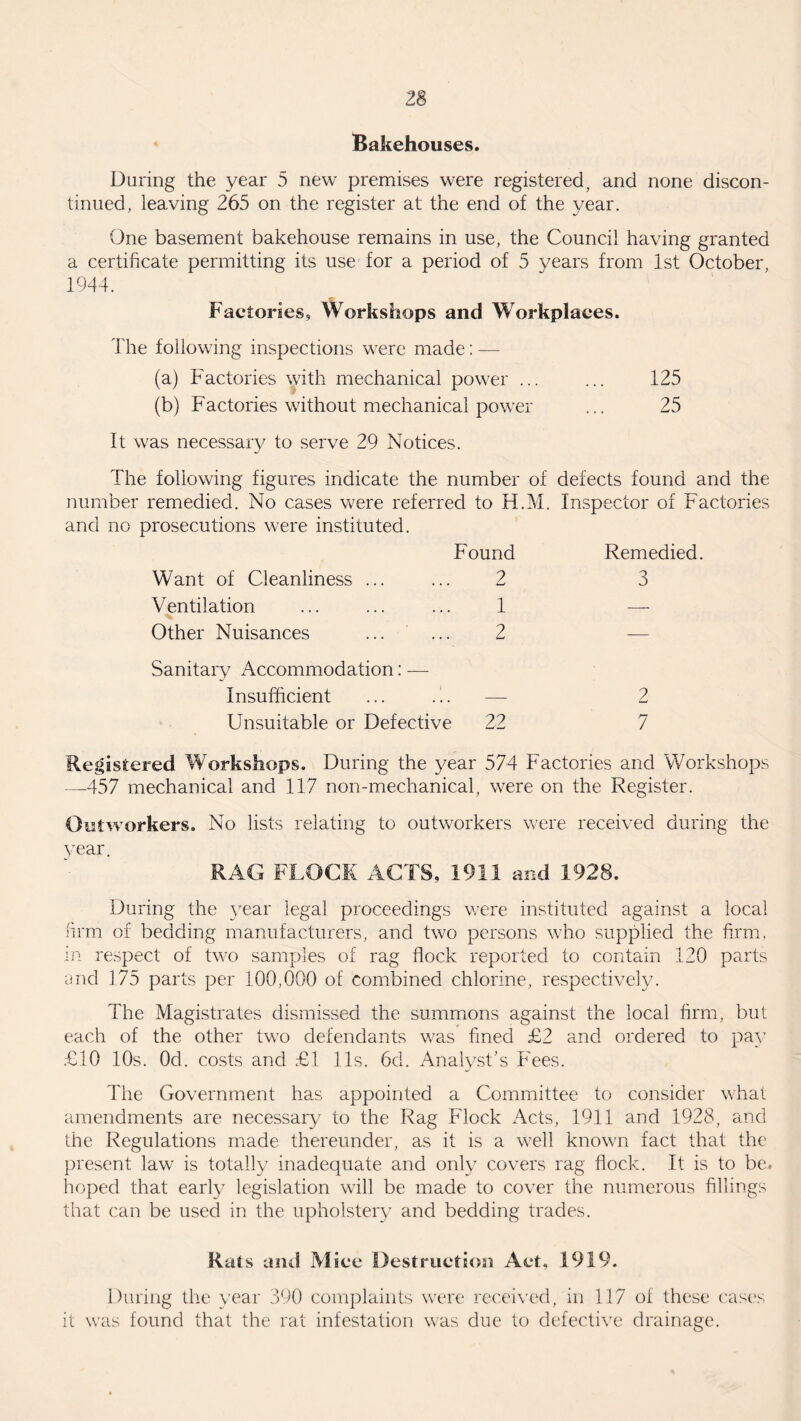 28
Bakehouses.
During the year 5 new premises were registered, and none discon-
tinued, leaving 265 on the register at the end of the year.
One basement bakehouse remains in use, the Council having granted
a certificate permitting its use for a period of 5 years from 1st October,
1944.
Factories, Workshops and Workplaces.
The following inspections were made: —
(a) Factories with mechanical power ... ... 125
(b) Factories without mechanical power ... 25
It was necessary to serve 29 Notices.
The following figures indicate the number of defects found and the
number remedied. No cases were referred to H.M. Inspector of Factories
and no prosecutions were instituted.
Found Remedied.
Want of Cleanliness ... ... 2 3
Ventilation ... ... ... 1 —
Other Nuisances ... ... 2 —
Sanitary Accommodation: —
Insufficient ... ... — 2
Unsuitable or Defective 22 7
Registered Workshops. During the year 574 Factories and Workshops
—457 mechanical and 117 non-mechanical, were on the Register.
Outworkers. No lists relating to outworkers were received during the
year.
RAG FLOCK ACTS, 1911 and 1928.
During the year legal proceedings were instituted against a local
firm of bedding manufacturers, and two persons who supplied the firm,
in respect of two samples of rag flock reported to contain 120 parts
and 175 parts per 100,000 of combined chlorine, respectively.
The Magistrates dismissed the summons against the local firm, but
each of the other two defendants was fined £2 and ordered to pay
£10 10s. 0d. costs and £1 11s. 6d. Analyst's Fees.
The Government has appointed a Committee to consider what
amendments are necessary to the Rag Flock Acts, 1911 and 1928, and
the Regulations made thereunder, as it is a well known fact that the
present law is totally inadequate and only covers rag flock. It is to be
hoped that early legislation will be made to cover the numerous fillings
that can be used in the upholstery and bedding trades.
Rats and Mice Destruction Act, 1919.
During the year 390 complaints were received, in 117 of these cases
it was found that the rat infestation was due to defective drainage.